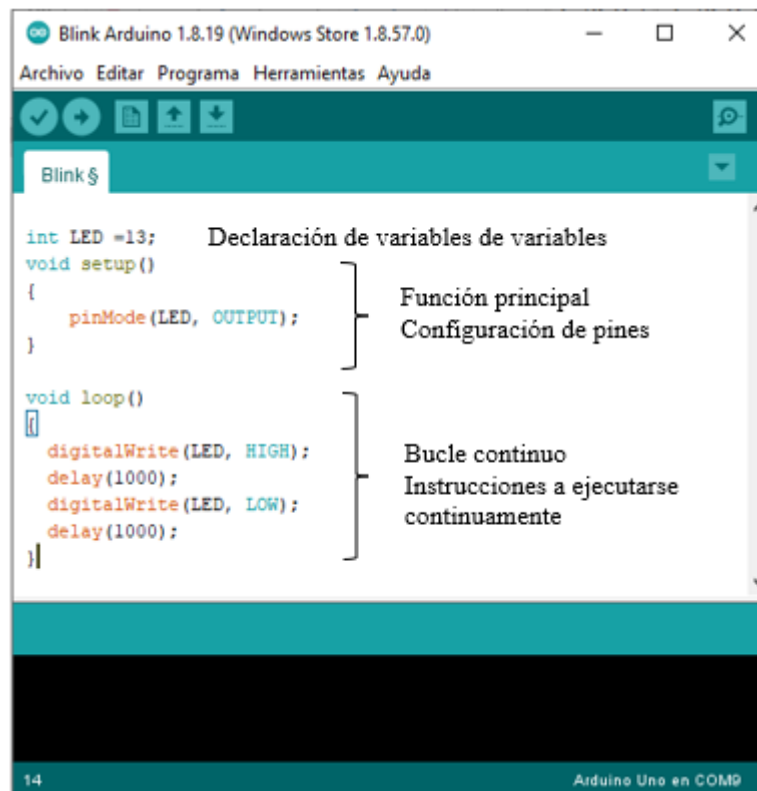 Blink Arduino 1.8.19 (Windows Store 1.8.57.0)
Archivo Editar Programa Herramientas Ayuda
Blink §
int LED =13; Declaración de variables de variables
void setup()
{
Función principal
pinMode(LED, OUTPUT);
Configuración de pines
}
void loop()
{
digitalWrite(LED, HIGH);
Bucle continuo
delay(1000);
Instrucciones a ejecutarse
digitalWrite(LED, LOW);
continuamente
delay(1000);
}
14 Arduino Uno en COM9